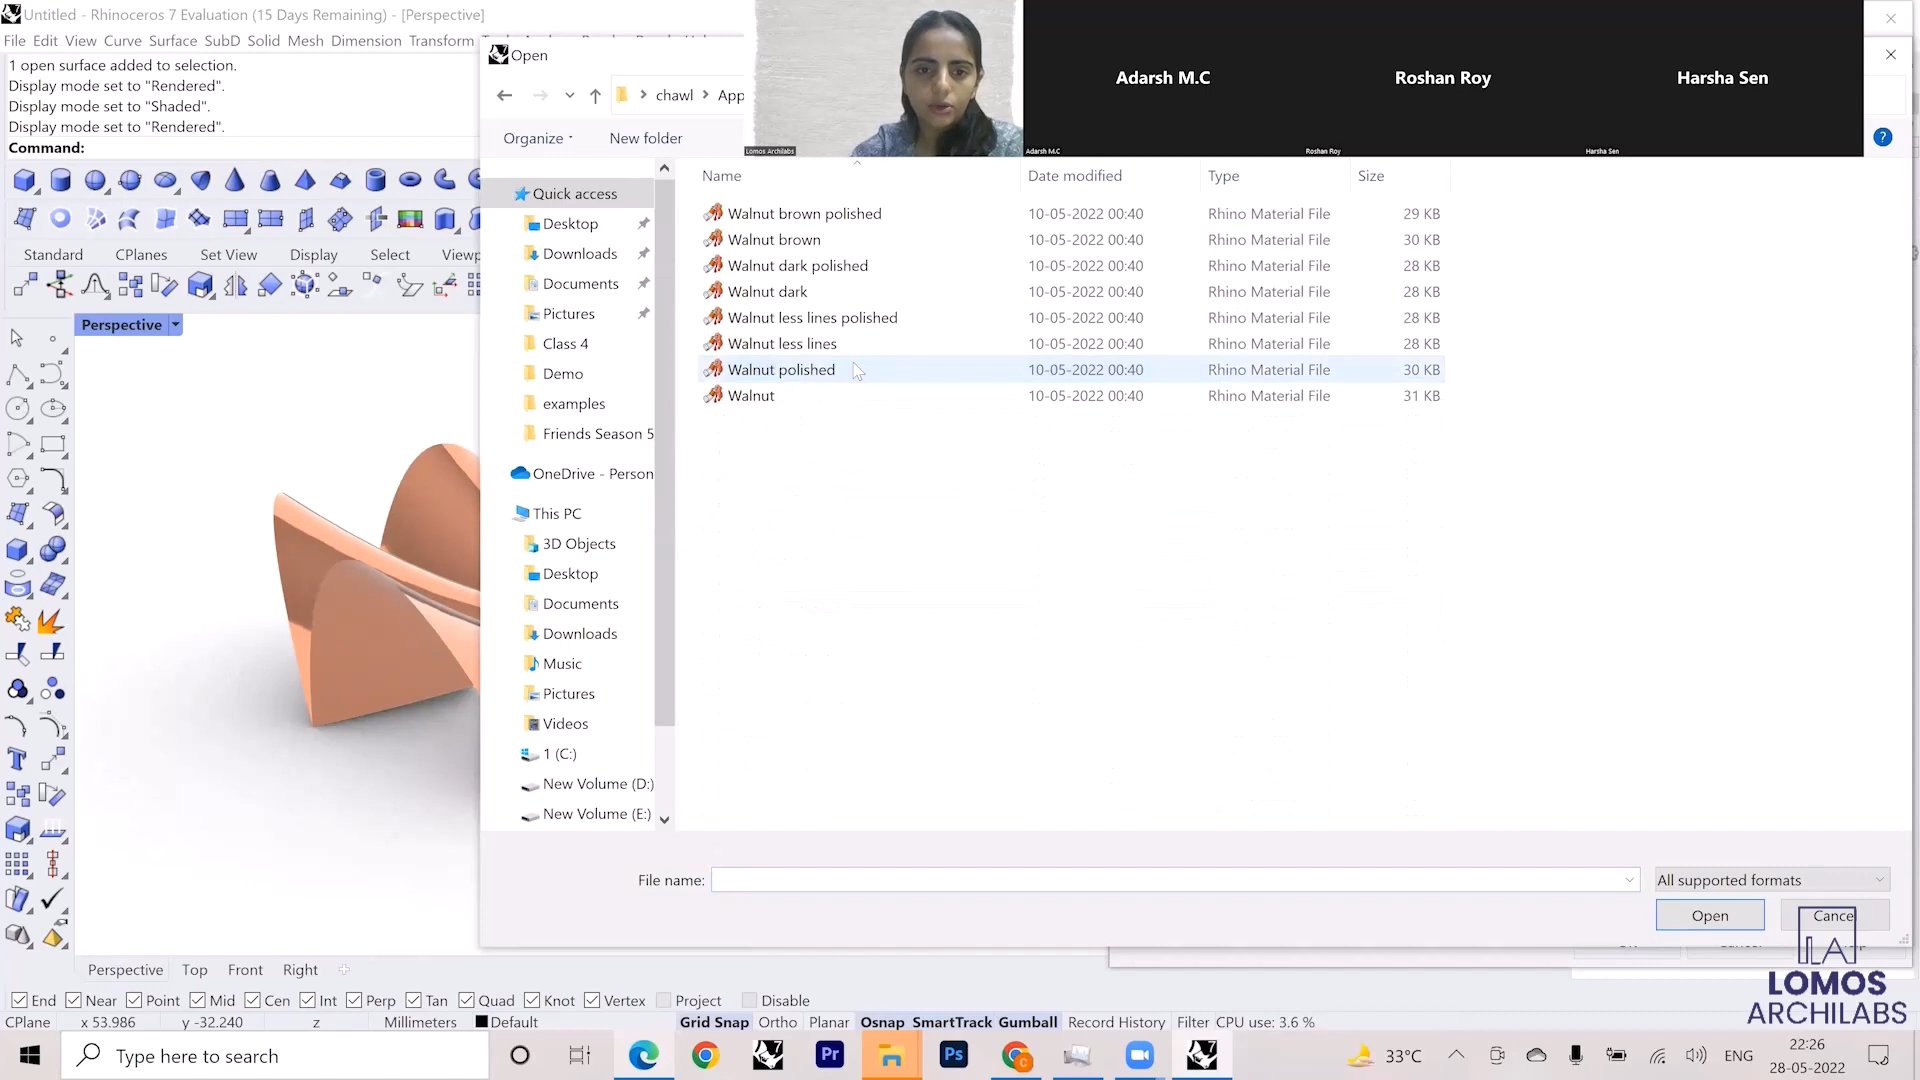 Untitled - Rhinoceros 7 Evaluation (15 Days Remaining) - [Perspective]
File Edit View Curve Surface SubD Solid Mesh Dimension Transform
1 open surface added to selection.
Display mode set to "Rendered".
Display mode set to "Shaded".
Display mode set to "Rendered".
Command:
Standard CPlanes Set View Display Select
Perspective
Open
chawl
Organize New folder
Adarsh M.C Roshan Roy Harsha Sen
Lomos Archilabs Adarsh M.C Roshan Roy Harsha Sen
Name Date modified Type Size
Walnut brown polished 10-05-2022 00:40 Rhino Material File 29 KB
Walnut brown 10-05-2022 00:40 Rhino Material File 30 KB
Walnut dark polished 10-05-2022 00:40 Rhino Material File 28 KB
Walnut dark 10-05-2022 00:40 Rhino Material File 28 KB
Walnut less lines polished 10-05-2022 00:40 Rhino Material File 28 KB
Walnut less lines 10-05-2022 00:40 Rhino Material File 28 KB
Walnut polished 10-05-2022 00:40 Rhino Material File 30 KB
Walnut 10-05-2022 00:40 Rhino Material File 31 KB
Quick access
Desktop
Downloads
Documents
Pictures
Class 4
Demo
examples
Friends Season 5
OneDrive - Person
This PC
3D Objects
Desktop
Documents
Downloads
Music
Pictures
Videos
1 (C:)
New Volume (D:)
New Volume (E:)
File name: All supported formats
Open Cance
Perspective Top Front Right
End Near Point Mid Cen Int Perp Tan Quad Knot Vertex Project Disable
CPlane x 53.986 y -32.240 z Millimeters Default Grid Snap Ortho Planar Osnap SmartTrack Gumball Record History Filter CPU use: 3.6 %
LOMOS
ARCHILABS
Type here to search
Pr
Ps
33°C
ENG
22:26
28-05-2022